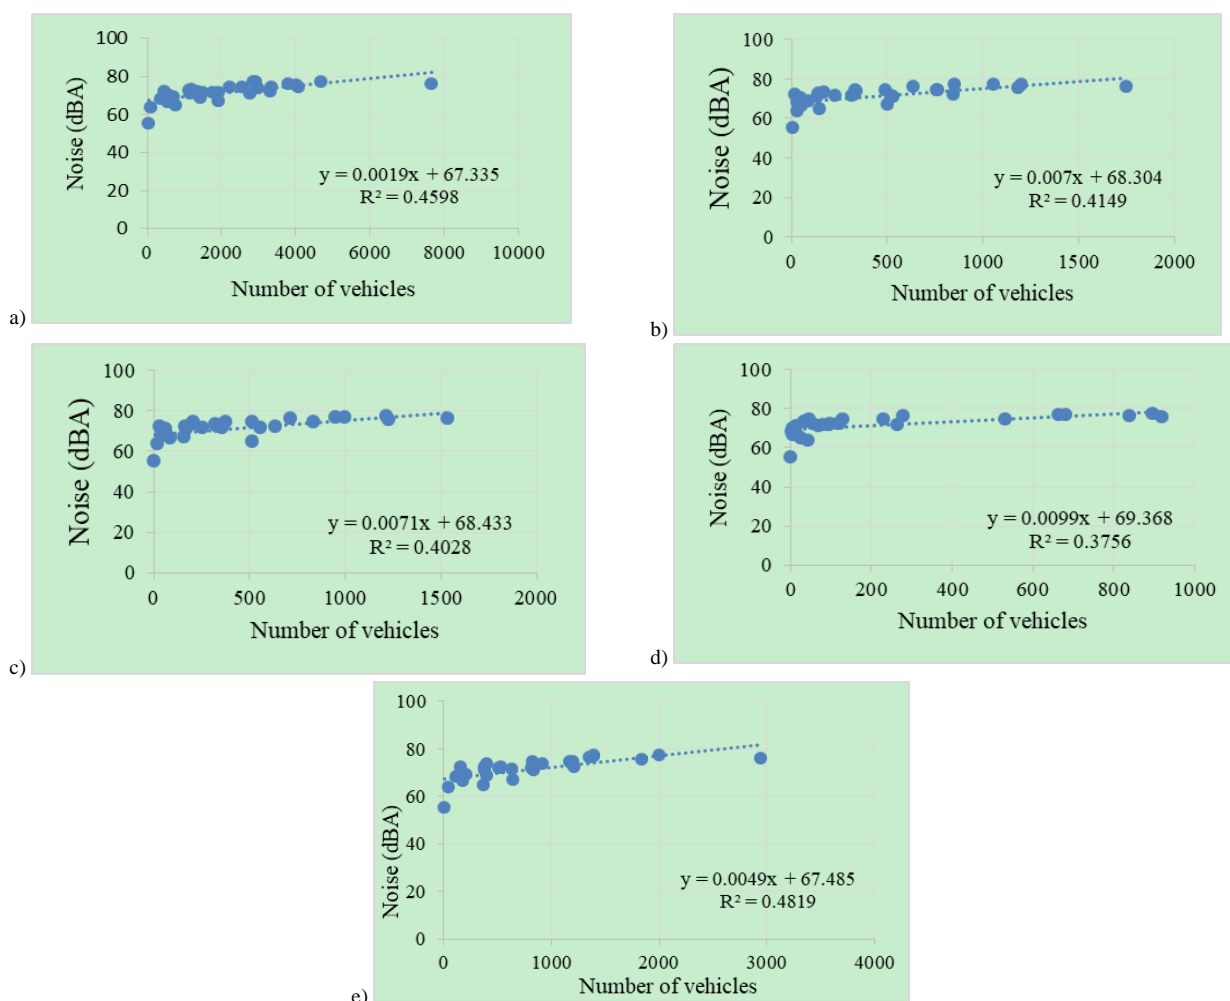 100
80
60
40
20
0
Noise (dBA)
y = 0.0019x + 67.335
R² = 0.4598
0 2000 4000 6000 8000 10000
Number of vehicles
a)
100
80
60
40
20
0
Noise (dBA)
y = 0.007x + 68.304
R² = 0.4149
0 500 1000 1500 2000
Number of vehicles
b)
100
80
60
40
20
0
Noise (dBA)
y = 0.0071x + 68.433
R² = 0.4028
0 500 1000 1500 2000
Number of vehicles
c)
100
80
60
40
20
0
Noise (dBA)
y = 0.0099x + 69.368
R² = 0.3756
0 200 400 600 800 1000
Number of vehicles
d)
100
80
60
40
20
0
Noise (dBA)
y = 0.0049x + 67.485
R² = 0.4819
0 1000 2000 3000 4000
Number of vehicles
e)